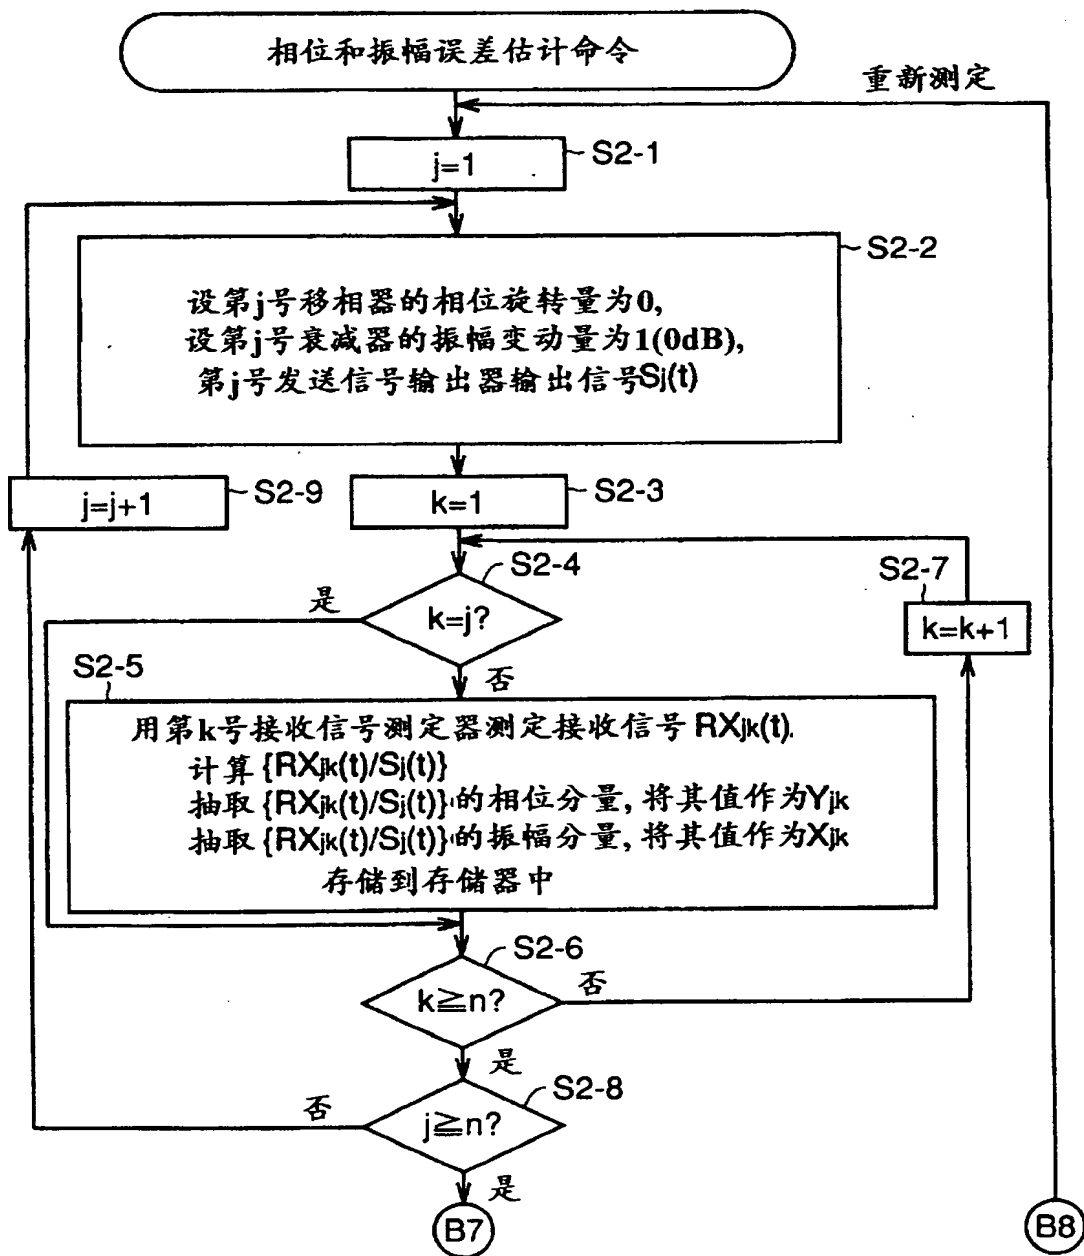 相位和振幅误差估计命令
重新测定
j=1
S2-1
S2-2
设第j号移相器的相位旋转量为0,
设第j号衰减器的振幅变动量为1(0dB),
第j号发送信号输出器输出信号Sj(t)
j=j+1
S2-9
k=1
S2-3
S2-4
S2-7
是
k=j?
k=k+1
S2-5
否
用第k号接收信号测定器测定接收信号RXjk(t).
计算{RXjk(t)/Sj(t)}
抽取{RXjk(t)/Sj(t)}的相位分量,将其值作为Yjk
抽取{RXjk(t)/Sj(t)}的振幅分量,将其值作为Xjk
存储到存储器中
S2-6
k≧n?
否
是
S2-8
否
j≧n?
是
B7
B8